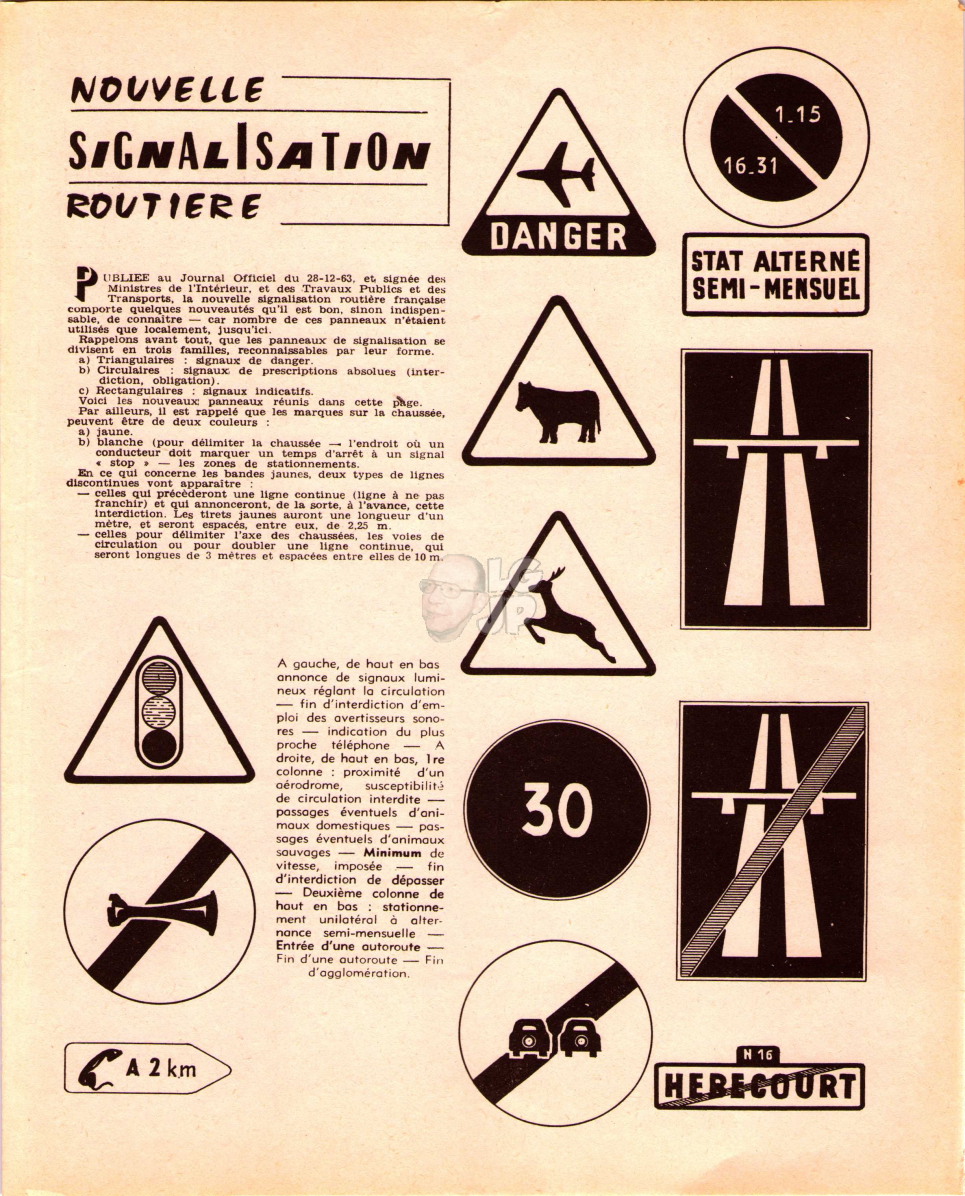 NOUVELLE
SIGNALISATION
ROUTIERE
PUBLIEE au Journal Officiel du 28-12-63, et signée des
Ministres de l'Intérieur, et des Travaux Publics et des
Transports, la nouvelle signalisation routière française
comporte quelques nouveautés qu'il est bon, sinon indispen-
sable, de connaître — car nombre de ces panneaux n'étaient
utilisés que localement, jusqu'ici.
Rappelons avant tout, que les panneaux de signalisation se
divisent en trois familles, reconnaissables par leur forme.
a) Triangulaires : signaux de danger.
b) Circulaires : signaux de prescriptions absolues (inter-
diction, obligation).
c) Rectangulaires : signaux indicatifs.
Voici les nouveaux panneaux réunis dans cette page.
Par ailleurs, il est rappelé que les marques sur la chaussée,
peuvent être de deux couleurs :
a) jaune.
b) blanche (pour délimiter la chaussée — l'endroit où un
conducteur doit marquer un temps d'arrêt à un signal
« stop » — les zones de stationnements.
En ce qui concerne les bandes jaunes, deux types de lignes
discontinues vont apparaître :
— celles qui précèderont une ligne continue (ligne à ne pas
franchir) et qui annonceront, de la sorte, à l'avance, cette
interdiction. Les tirets jaunes auront une longueur d'un
mètre, et seront espacés, entre eux, de 2,25 m.
— celles pour délimiter l'axe des chaussées, les voies de
circulation ou pour doubler une ligne continue, qui
seront longues de 3 mètres et espacées entre elles de 10 m.
A gauche, de haut en bas
annonce de signaux lumi-
neux réglant la circulation
— fin d'interdiction d'em-
ploi des avertisseurs sono-
res — indication du plus
proche téléphone — A
droite, de haut en bas, 1re
colonne : proximité d'un
aérodrome, susceptibilité
de circulation interdite —
passages éventuels d'ani-
maux domestiques — pas-
sages éventuels d'animaux
sauvages — Minimum de
vitesse, imposée — fin
d'interdiction de dépasser
— Deuxième colonne de
haut en bas : stationne-
ment unilatéral à alter-
nance semi-mensuelle —
Entrée d'une autoroute —
Fin d'une autoroute — Fin
d'agglomération.
A 2 km
DANGER
30
1_15
16_31
STAT ALTERNÉ
SEMI-MENSUEL
N 16
HEBECOURT
LG
JP